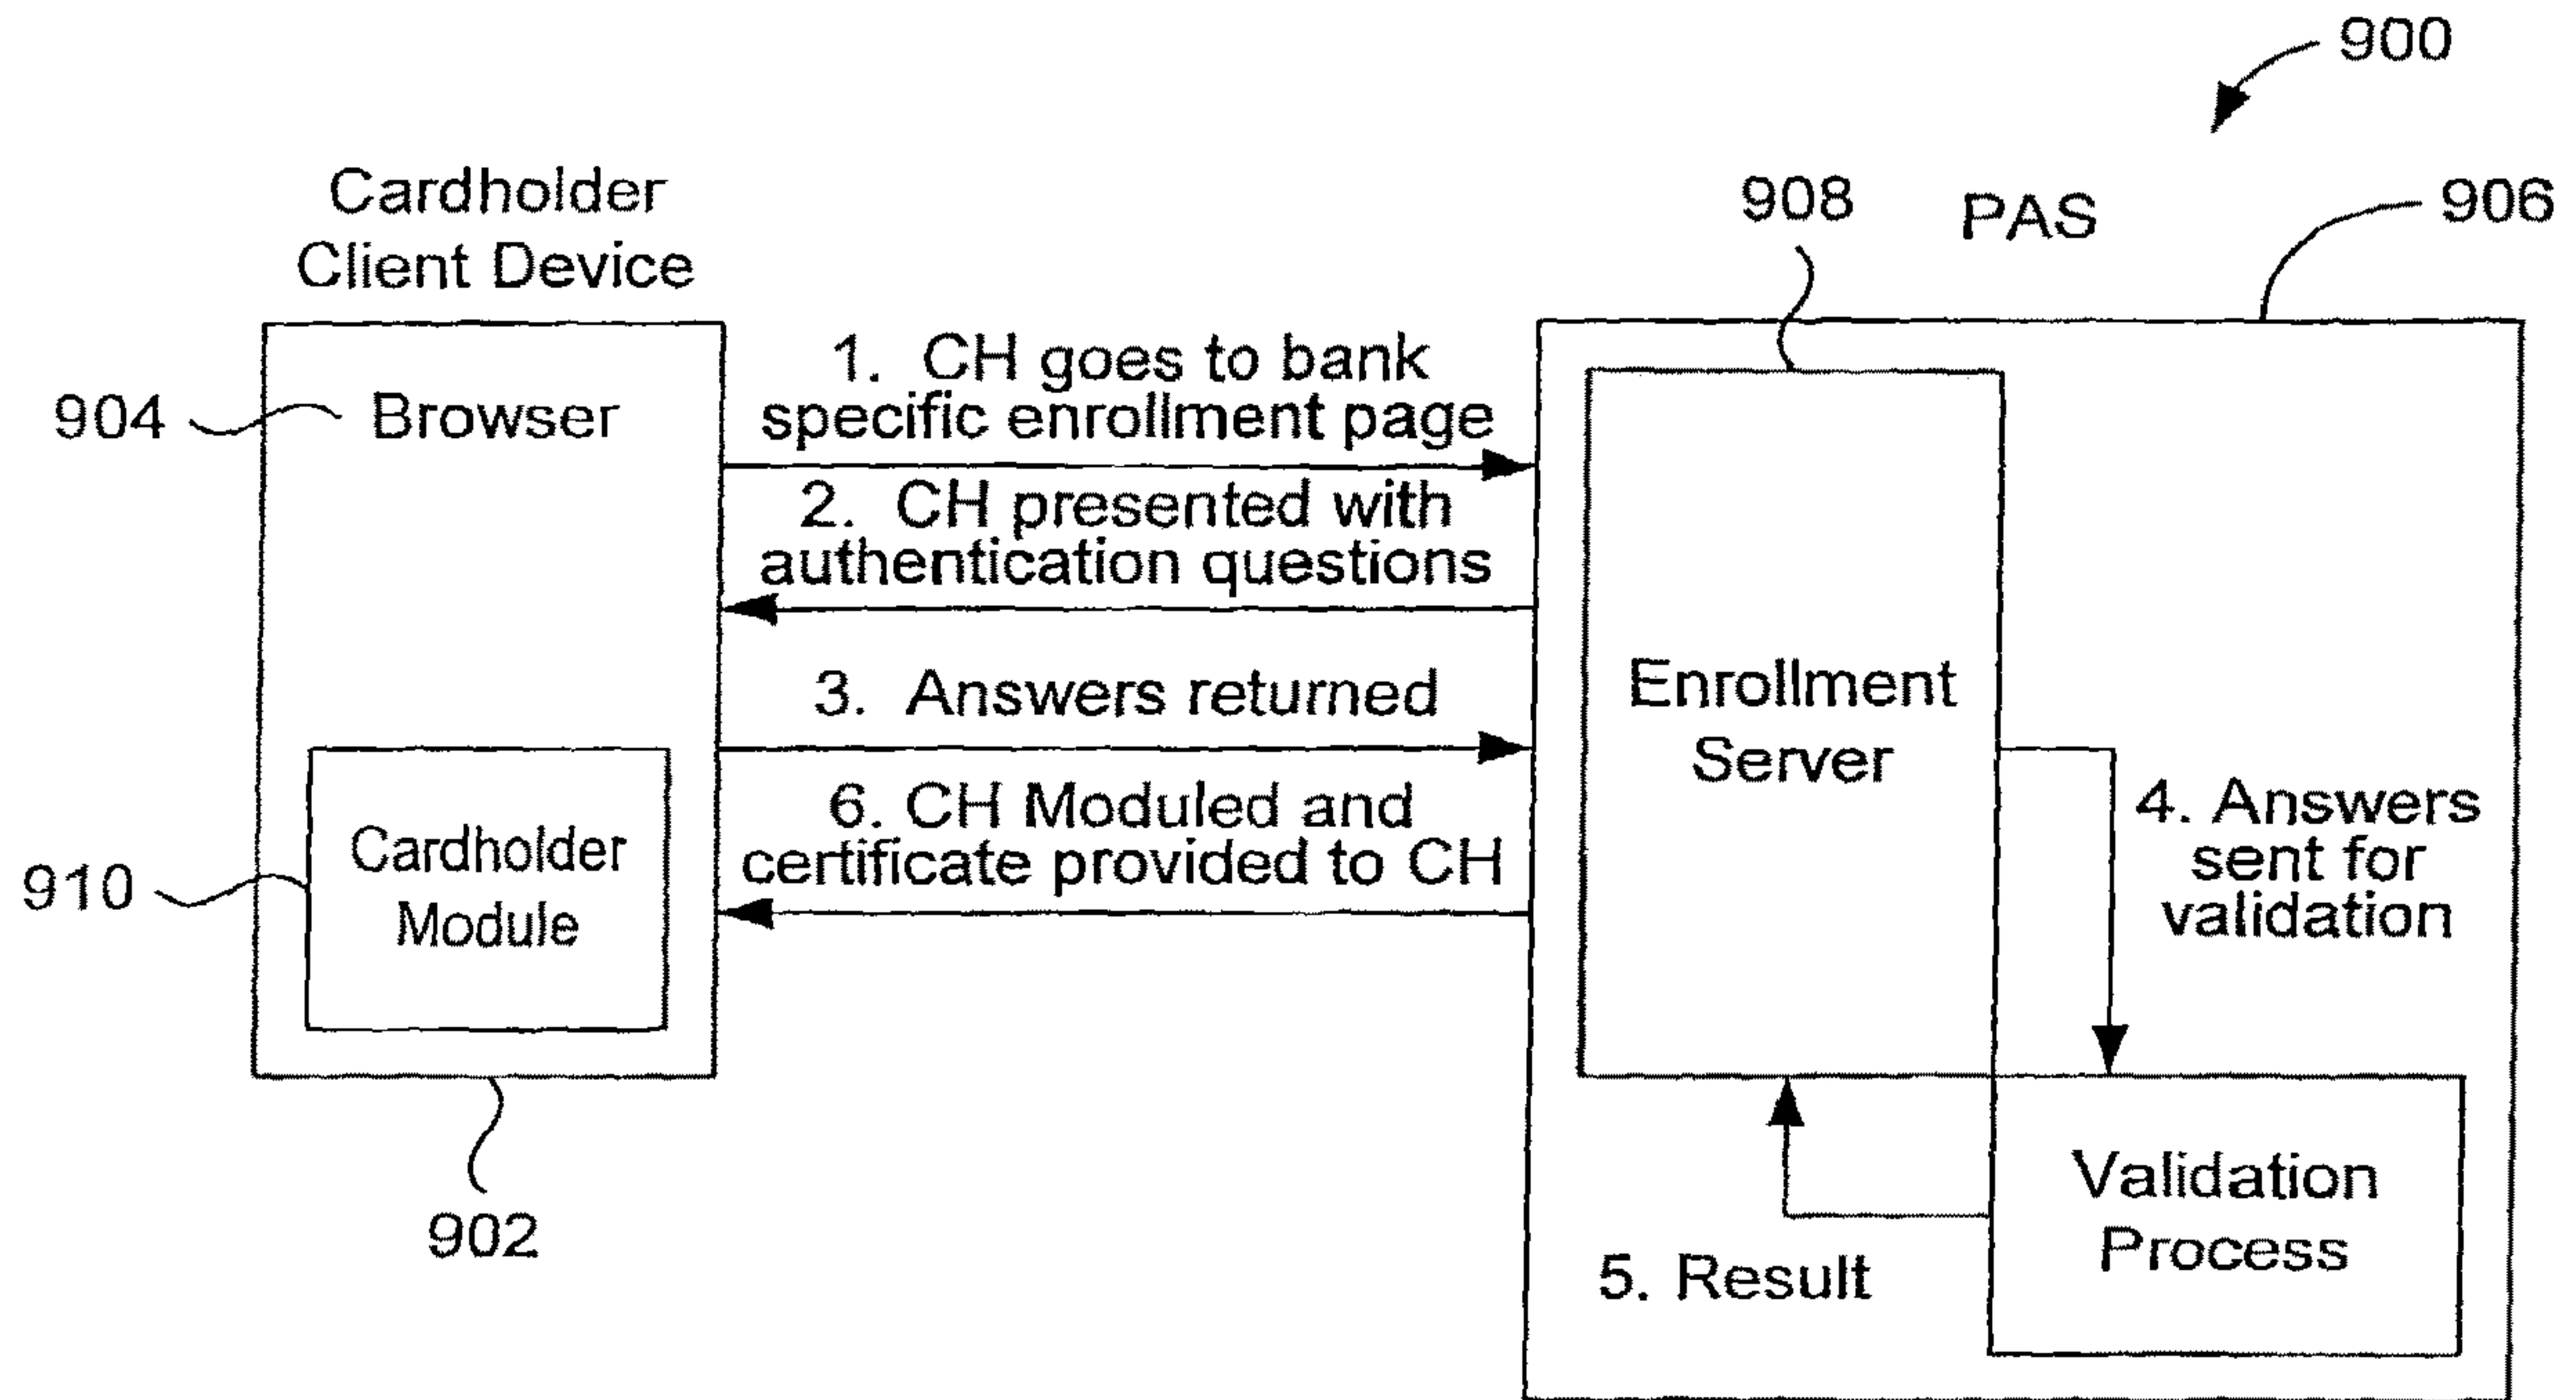 900
Cardholder
Client Device
908
PAS
906
904
Browser
1. CH goes to bank
specific enrollment page
2. CH presented with
authentication questions
3. Answers returned
6. CH Moduled and
certificate provided to CH
910
Cardholder
Module
902
Enrollment
Server
4. Answers
sent for
validation
5. Result
Validation
Process